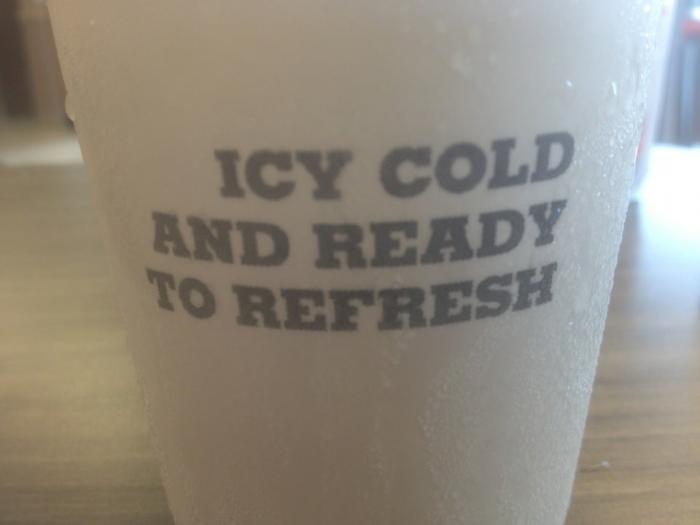 ICY COLD
AND READY
TO REFRESH